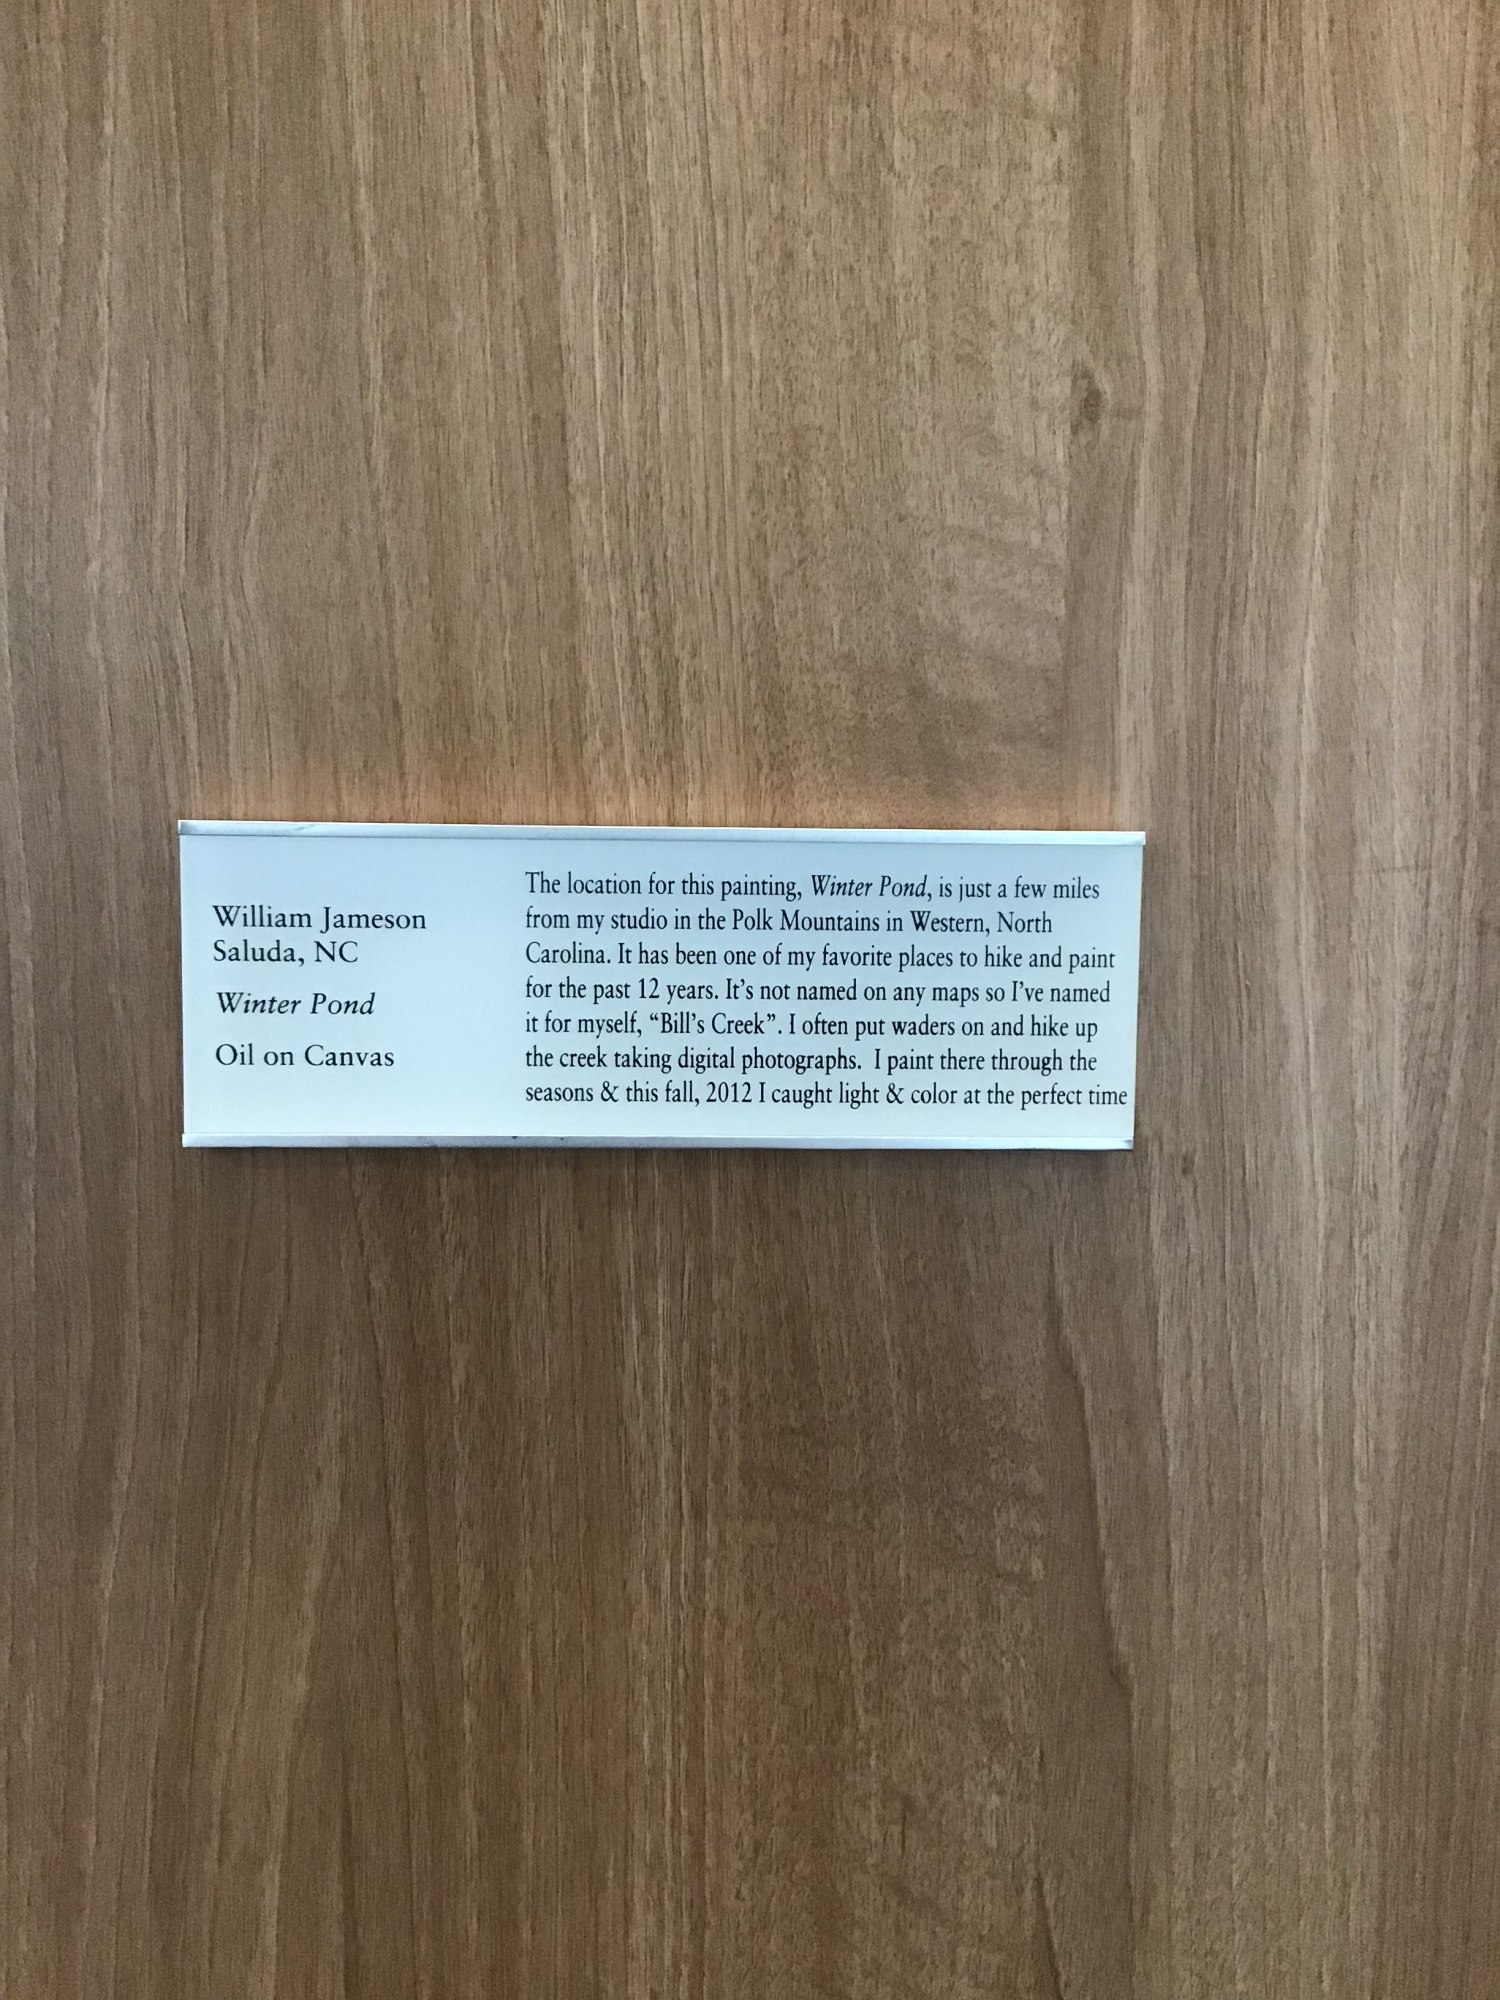 William Jameson
Saluda, NC
Winter Pond
Oil on Canvas
The location for this painting, Winter Pond, is just a few miles
from my studio in the Polk Mountains in Western, North
Carolina. It has been one of my favorite places to hike and paint
for the past 12 years. It's not named on any maps so I've named
it for myself, “Bill's Creek”. I often put waders on and hike up
the creek taking digital photographs.  I paint there through the
seasons & this fall, 2012 I caught light & color at the perfect time